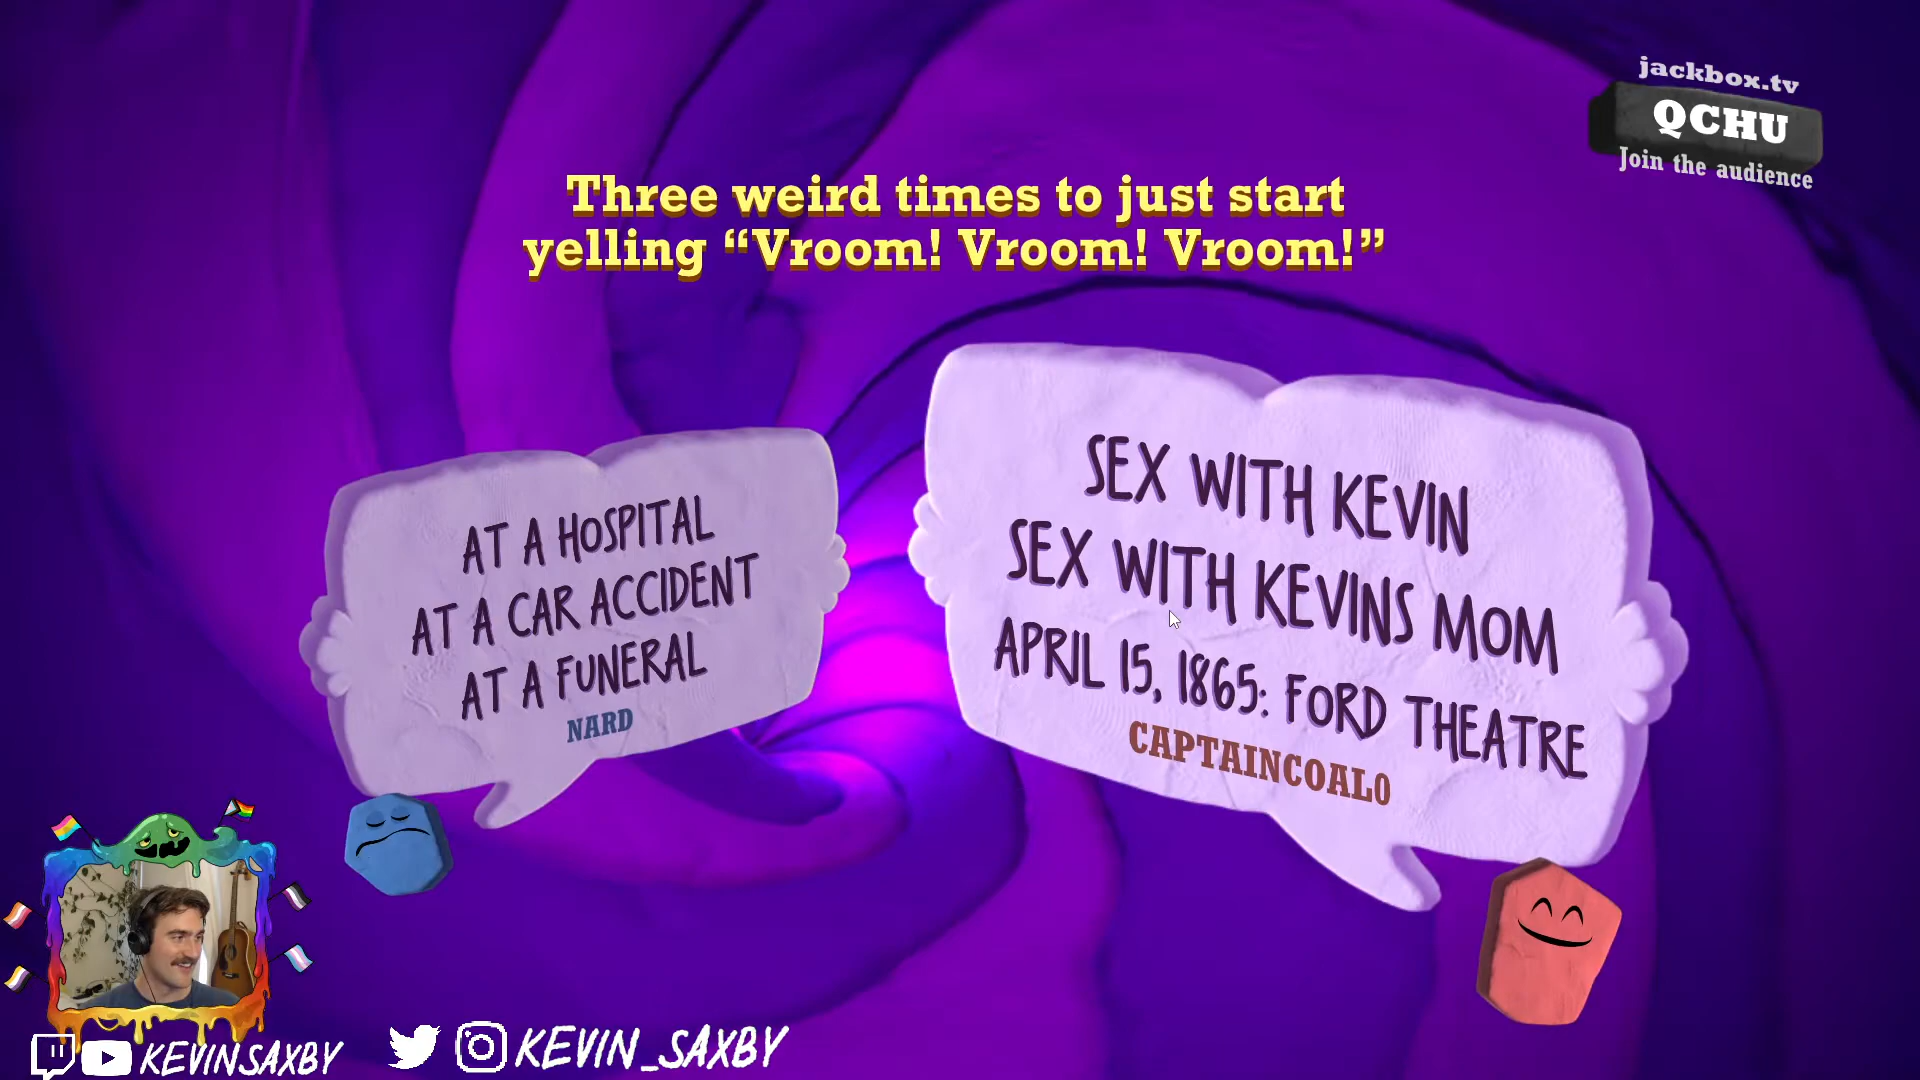 jackbox.tv
QCHU
Join the audience
Three weird times to just start
yelling “Vroom! Vroom! Vroom!”
AT A HOSPITAL
AT A CAR ACCIDENT
AT A FUNERAL
NARD
SEX WITH KEVIN
SEX WITH KEVINS MOM
APRIL 15, 1865: FORD THEATRE
CAPTAINCOAL0
KEVINSAXBY
KEVIN_SAXBY